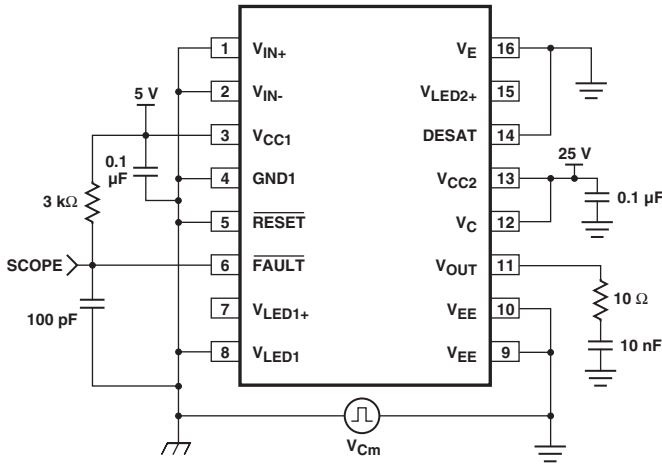 1 V_IN+ V_E 16
2 V_IN- V_LED2+ 15
5 V
3 V_CC1 DESAT 14
0.1 µF
25 V
4 GND1 V_CC2 13
0.1 µF
3 kΩ
5 RESET V_C 12
SCOPE
6 FAULT V_OUT 11
100 pF
7 V_LED1+ V_EE 10
10 Ω
8 V_LED1 V_EE 9
10 nF
V_Cm